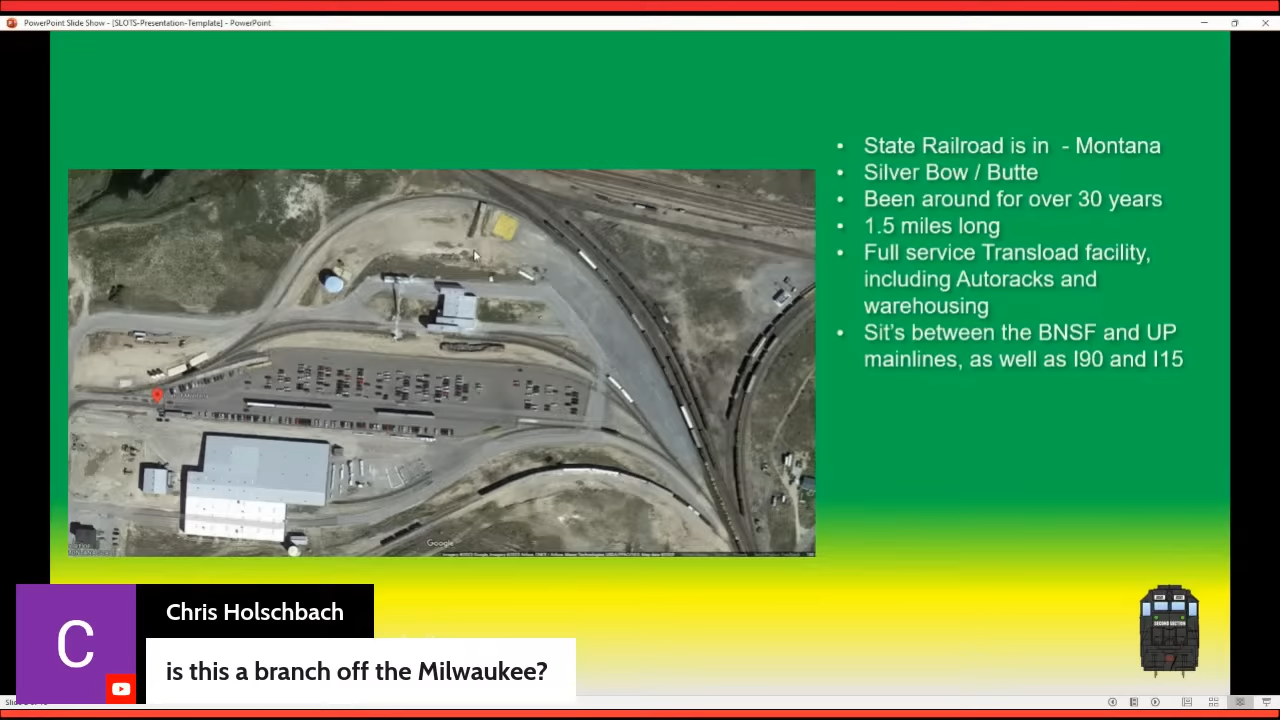 PowerPoint Slide Show - [SLOTS-Presentation-Template] - PowerPoint
• State Railroad is in - Montana
• Silver Bow / Butte
• Been around for over 30 years
• 1.5 miles long
• Full service Transload facility,
including Autoracks and
warehousing
• Sit's between the BNSF and UP
mainlines, as well as I90 and I15
Google
SECOND SECTION
C
Chris Holschbach
is this a branch off the Milwaukee?